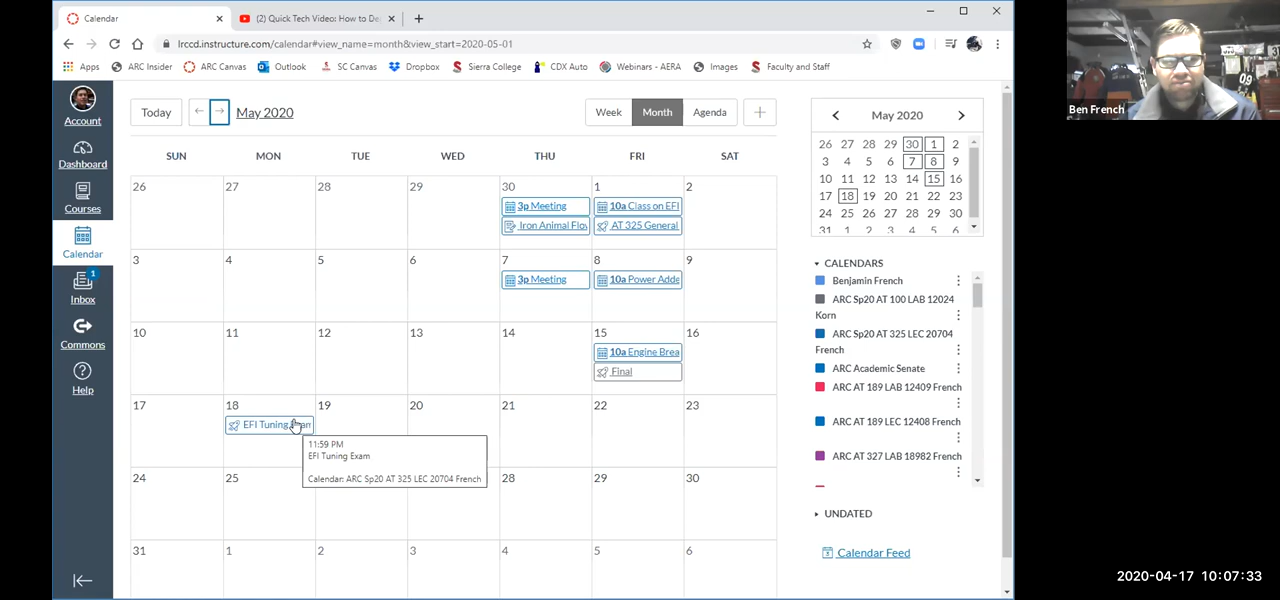 Calendar
(2) Quick Tech Video: How to De
lrccd.instructure.com/calendar#view_name=month&view_start=2020-05-01
Apps ARC Insider ARC Canvas Outlook SC Canvas Dropbox Sierra College CDX Auto Webinars - AERA Images Faculty and Staff
Ben French
Account
Dashboard
Courses
Calendar
1
Inbox
Commons
Help
Today May 2020 Week Month Agenda
SUN MON TUE WED THU FRI SAT
26 27 28 29 30 1 2
3p Meeting 10a Class on EFI
Iron Animal Flow AT 325 General
3 4 5 6 7 8 9
3p Meeting 10a Power Adde
10 11 12 13 14 15 16
10a Engine Brea
Final
17 18 19 20 21 22 23
EFI Tuning
11:59 PM
EFI Tuning Exam
Calendar: ARC Sp20 AT 325 LEC 20704 French
24 25 28 29 30
31 1 2 3 4 5 6
May 2020
26 27 28 29 30 1 2
3 4 5 6 7 8 9
10 11 12 13 14 15 16
17 18 19 20 21 22 23
24 25 26 27 28 29 30
31 1 2 3 4 5 6
CALENDARS
Benjamin French
ARC Sp20 AT 100 LAB 12024
Korn
ARC Sp20 AT 325 LEC 20704
French
ARC Academic Senate
ARC AT 189 LAB 12409 French
ARC AT 189 LEC 12408 French
ARC AT 327 LAB 18982 French
UNDATED
Calendar Feed
2020-04-17 10:07:33